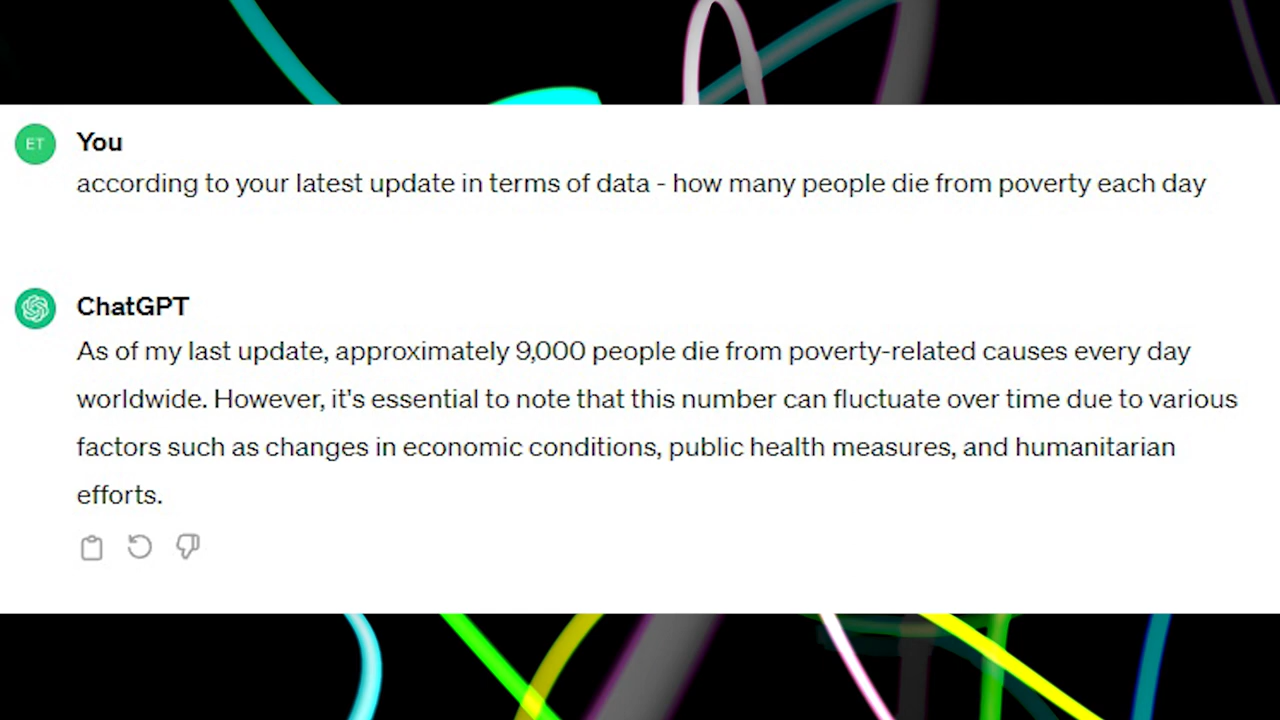 ET
You
according to your latest update in terms of data - how many people die from poverty each day
ChatGPT
As of my last update, approximately 9,000 people die from poverty-related causes every day
worldwide. However, it's essential to note that this number can fluctuate over time due to various
factors such as changes in economic conditions, public health measures, and humanitarian
efforts.